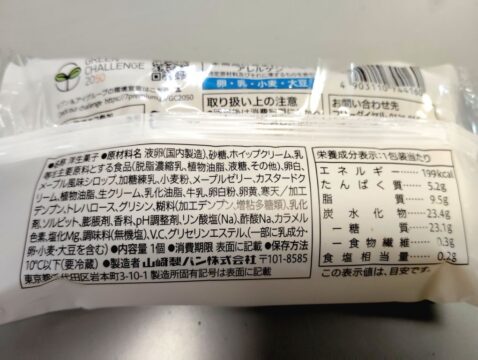 GREEN
CHALLENGE
2050
アレルゲン
卵・乳・小麦・大豆
取り扱い上の注意
お問い合わせ先
4903110744160
●名称 洋生菓子 ●原材料名 液卵(国内製造)、砂糖、ホイップクリーム、乳
等を主要原料とする食品(脱脂濃縮乳、植物油脂、液糖、その他)、卵白、
メープル風味シロップ、加糖練乳、小麦粉、メープルゼリー、カスタードク
リーム、植物油脂、生クリーム、乳化油脂、牛乳、卵白粉、卵黄、寒天／加工
デンプン、トレハロース、グリシン、糊料(加工デンプン、増粘多糖類)、乳化
剤、ソルビット、膨脹剤、香料、pH調整剤、リン酸塩(Na)、酢酸Na、カラメル
色素、塩化Mg、調味料(無機塩)、V.C、グリセリンエステル、(一部に乳成分・
卵・小麦・大豆を含む) ●内容量 1個 ●消費期限 表面に記載 ●保存方法
10℃以下(要冷蔵) ●製造者 山崎製パン株式会社 〒101-8585
東京都千代田区岩本町3-10-1 製造所固有記号は表面に記載
栄養成分表示:1包装当たり
エネルギー 199kcal
たんぱく質 5.2g
脂質 9.5g
炭水化物 23.4g
－糖質 23.1g
－食物繊維 0.3g
食塩相当量 0.2g
この表示値は、目安です。